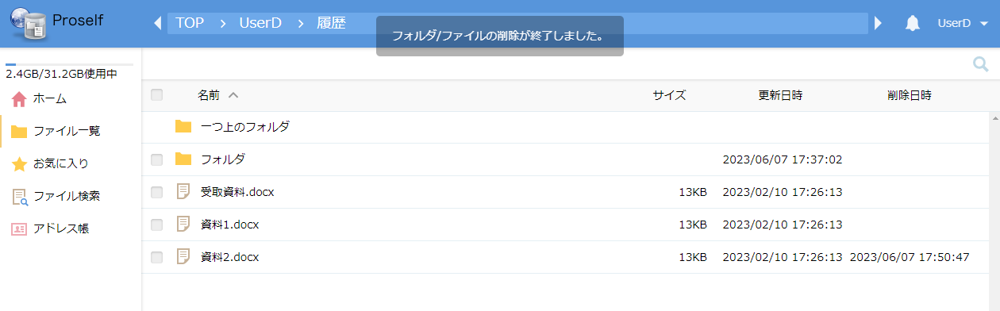 Proself
TOP > UserD > 履歴
フォルダ/ファイルの削除が終了しました。
UserD
2.4GB/31.2GB使用中
ホーム
ファイル一覧
お気に入り
ファイル検索
アドレス帳
名前 サイズ 更新日時 削除日時
一つ上のフォルダ
フォルダ 2023/06/07 17:37:02
受取資料.docx 13KB 2023/02/10 17:26:13
資料1.docx 13KB 2023/02/10 17:26:13
資料2.docx 13KB 2023/02/10 17:26:13 2023/06/07 17:50:47